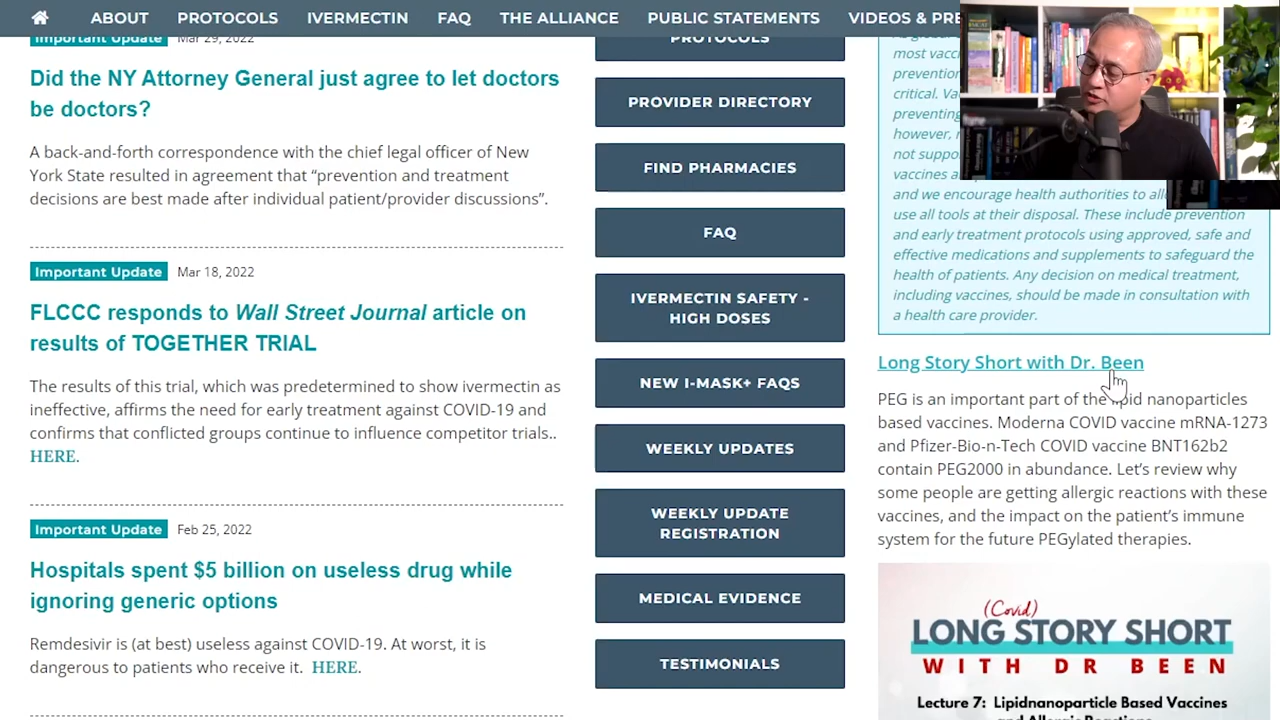 ABOUT PROTOCOLS IVERMECTIN FAQ THE ALLIANCE PUBLIC STATEMENTS VIDEOS &
Important Update Mar 29, 2022
Did the NY Attorney General just agree to let doctors
be doctors?
A back-and-forth correspondence with the chief legal officer of New
York State resulted in agreement that “prevention and treatment
decisions are best made after individual patient/provider discussions”.
Important Update Mar 18, 2022
FLCCC responds to Wall Street Journal article on
results of TOGETHER TRIAL
The results of this trial, which was predetermined to show ivermectin as
ineffective, affirms the need for early treatment against COVID-19 and
confirms that conflicted groups continue to influence competitor trials..
HERE.
Important Update Feb 25, 2022
Hospitals spent $5 billion on useless drug while
ignoring generic options
Remdesivir is (at best) useless against COVID-19. At worst, it is
dangerous to patients who receive it. HERE.
PROTOCOLS
PROVIDER DIRECTORY
FIND PHARMACIES
FAQ
IVERMECTIN SAFETY -
HIGH DOSES
NEW I-MASK+ FAQS
WEEKLY UPDATES
WEEKLY UPDATE
REGISTRATION
MEDICAL EVIDENCE
TESTIMONIALS
most
prevention
critical.
preventing
however,
not
vaccines
and we encourage health authorities to
use all tools at their disposal. These include prevention
and early treatment protocols using approved, safe and
effective medications and supplements to safeguard the
health of patients. Any decision on medical treatment,
including vaccines, should be made in consultation with
a health care provider.
Long Story Short with Dr. Been
PEG is an important part of the lipid nanoparticles
based vaccines. Moderna COVID vaccine mRNA-1273
and Pfizer-Bio-n-Tech COVID vaccine BNT162b2
contain PEG2000 in abundance. Let’s review why
some people are getting allergic reactions with these
vaccines, and the impact on the patient’s immune
system for the future PEGylated therapies.
(Covid)
LONG STORY SHORT
WITH DR BEEN
Lecture 7: Lipidnanoparticle Based Vaccines
and Allergic Reactions